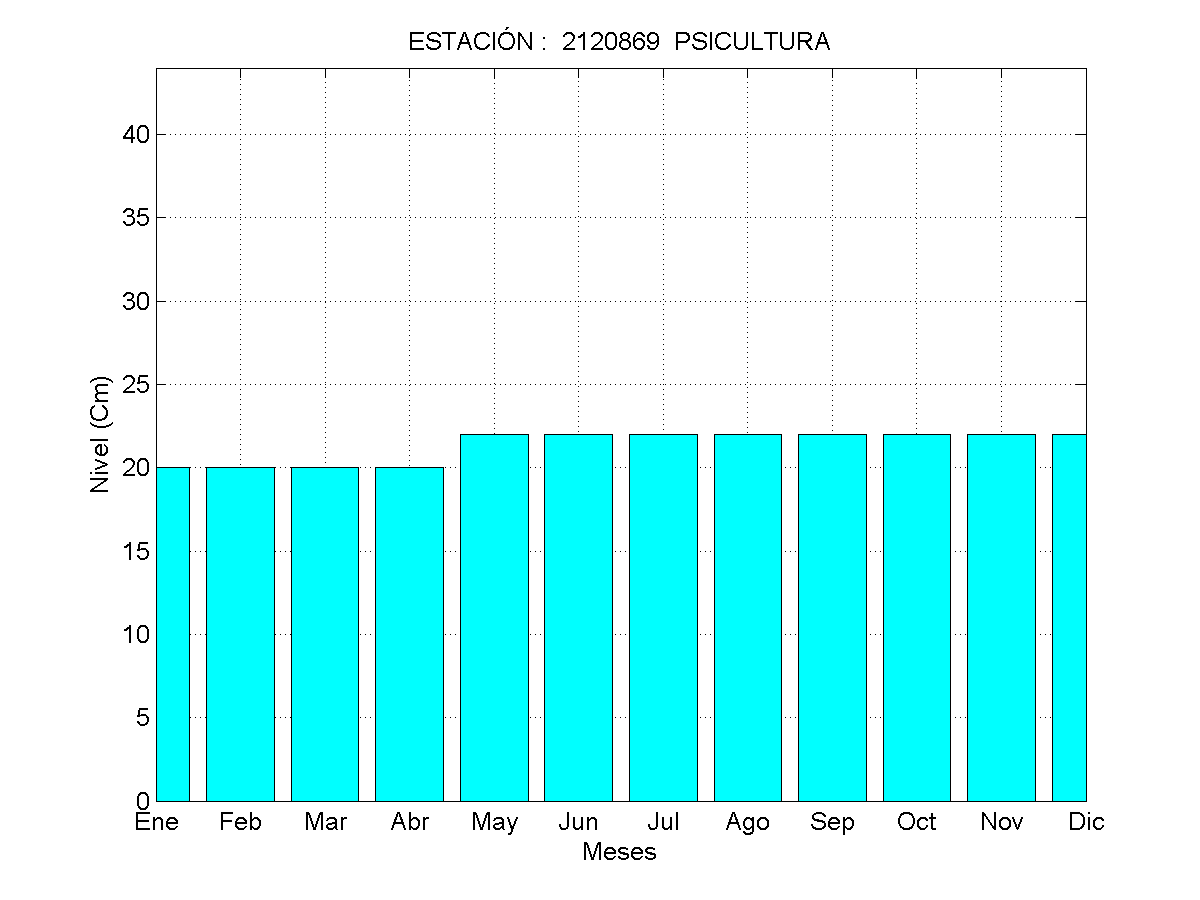 ESTACIÓN :  2120869  PSICULTURA
Nivel (Cm)
40
35
30
25
20
15
10
5
0
Ene Feb Mar Abr May Jun Jul Ago Sep Oct Nov Dic
Meses